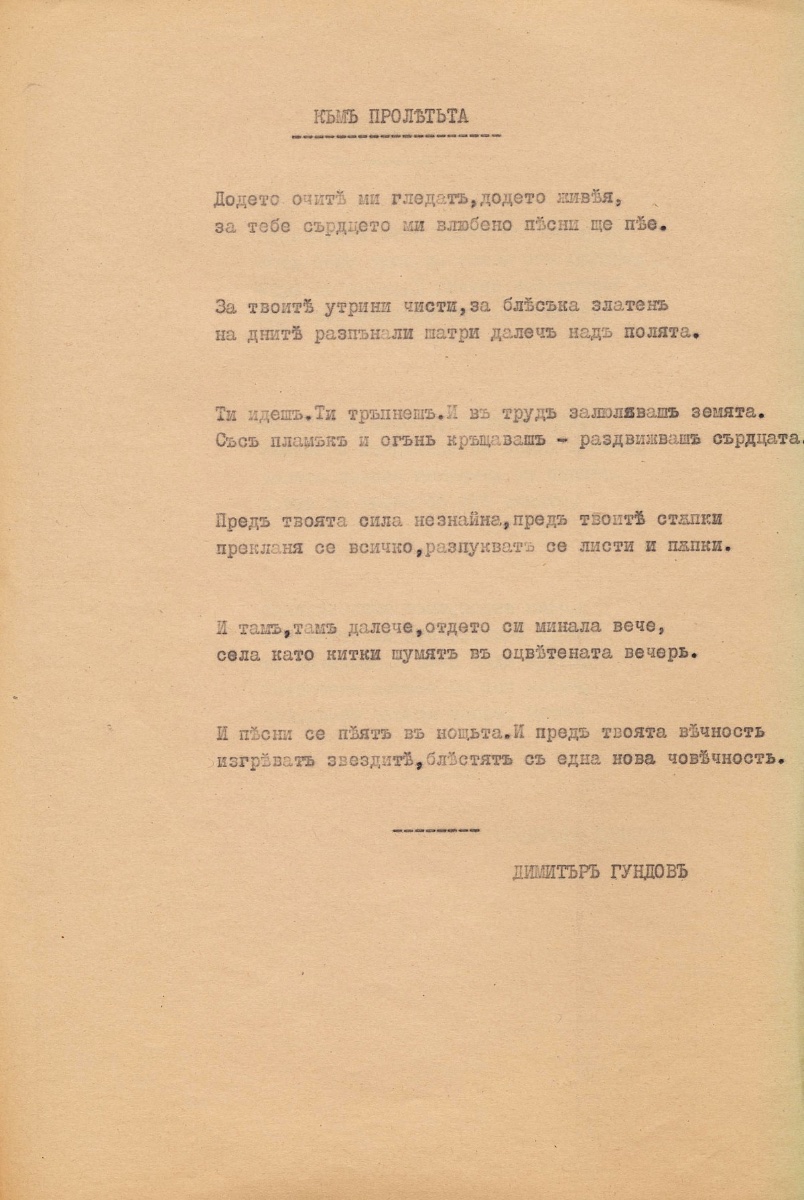 КЪМЪ ПРОЛѢТЬТА
Додето очитѣ ми гледатъ,додето живѣя,
за тебе сърдцето ми влюбено пѣсни ще пѣе.
За твоитѣ утрини чисти,за блѣсъка златенъ
на днитѣ разпънали шатри далечъ надъ полята.
Ти идешъ.Ти тръпнешъ.И въ трудъ залюлявашъ земята.
Съсъ пламъкъ и огънь кръщавашъ - раздвижвашъ сърдцата.
Предъ твоята сила незнайна,предъ твоитѣ стѫпки
прекланя се всичко,разпукватъ се листи и пѫпки.
И тамъ,тамъ далече,отдето си минала вече,
села като китки шумятъ въ оцвѣтената вечерь.
И пѣсни се пѣятъ въ нощьта.И предъ твоята вѣчность
изгрѣватъ звездитѣ,блѣстятъ съ една нова човѣчность.
ДИМИТЪРЪ ГУНДОВЪ